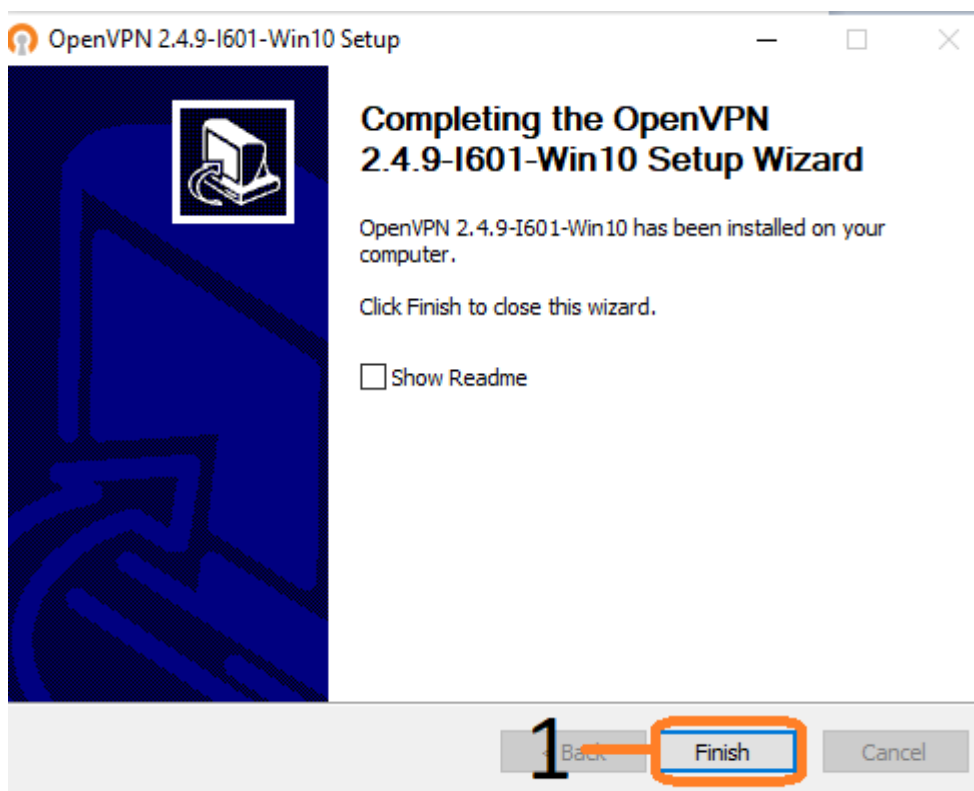 OpenVPN 2.4.9-I601-Win10 Setup
Completing the OpenVPN
2.4.9-I601-Win10 Setup Wizard
OpenVPN 2.4.9-I601-Win10 has been installed on your
computer.
Click Finish to close this wizard.
Show Readme
1
< Back
Finish
Cancel